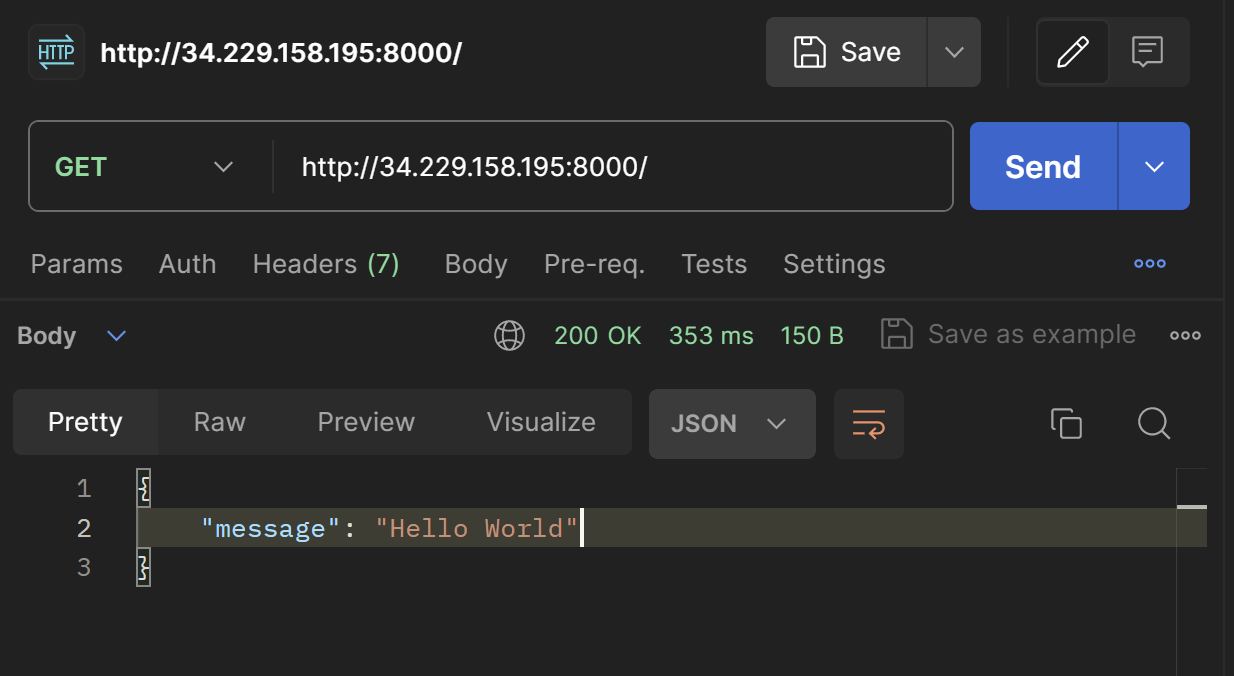 HTTP http://34.229.158.195:8000/ Save
GET http://34.229.158.195:8000/ Send
Params Auth Headers (7) Body Pre-req. Tests Settings
Body 200 OK 353 ms 150 B Save as example
Pretty Raw Preview Visualize JSON
1 {
2 "message": "Hello World"
3 }